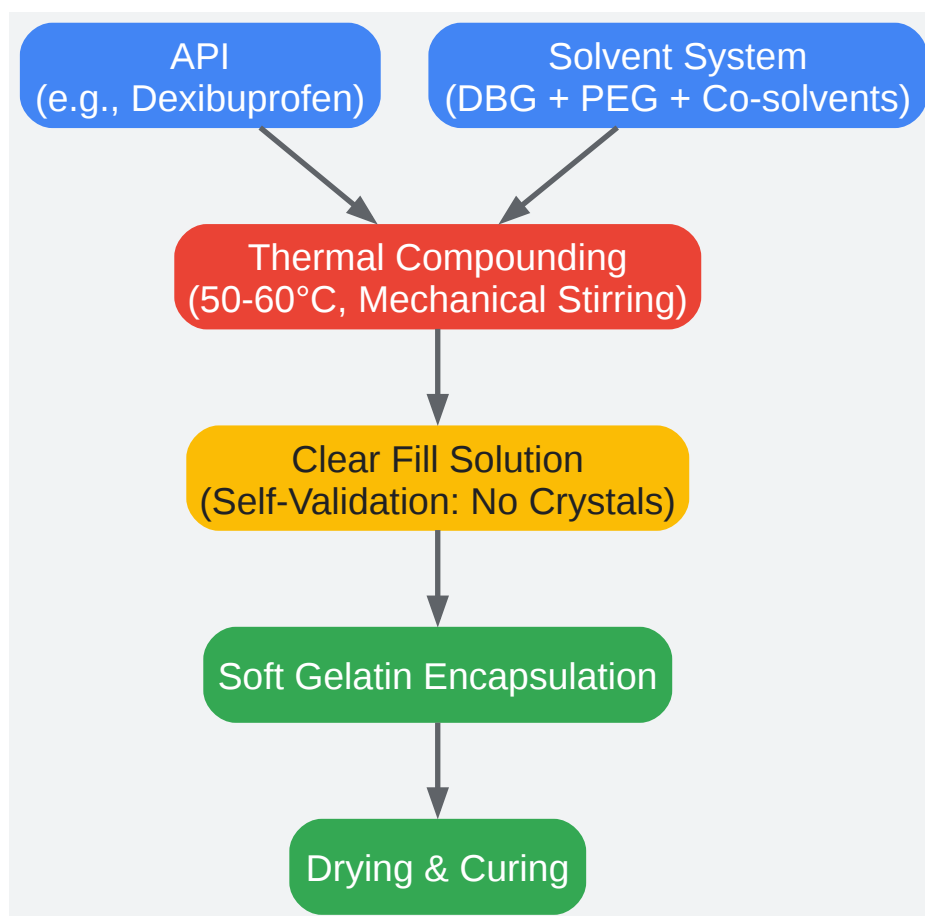 API
(e.g., Dexibuprofen)
Solvent System
(DBG + PEG + Co-solvents)
Thermal Compounding
(50-60°C, Mechanical Stirring)
Clear Fill Solution
(Self-Validation: No Crystals)
Soft Gelatin Encapsulation
Drying & Curing